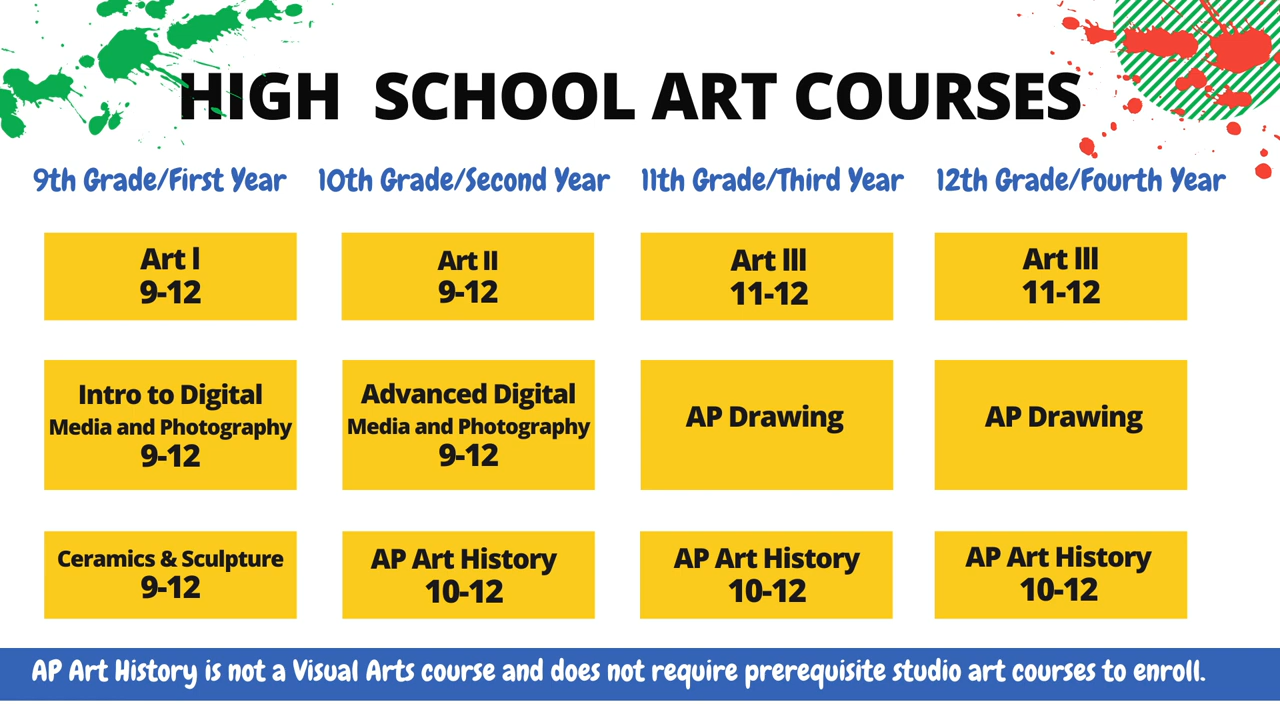 HIGH SCHOOL ART COURSES
9th Grade/First Year
10th Grade/Second Year
11th Grade/Third Year
12th Grade/Fourth Year
Art l
9-12
Art II
9-12
Art lll
11-12
Art lll
11-12
Intro to Digital
Media and Photography
9-12
Advanced Digital
Media and Photography
9-12
AP Drawing
AP Drawing
Ceramics & Sculpture
9-12
AP Art History
10-12
AP Art History
10-12
AP Art History
10-12
AP Art History is not a Visual Arts course and does not require prerequisite studio art courses to enroll.